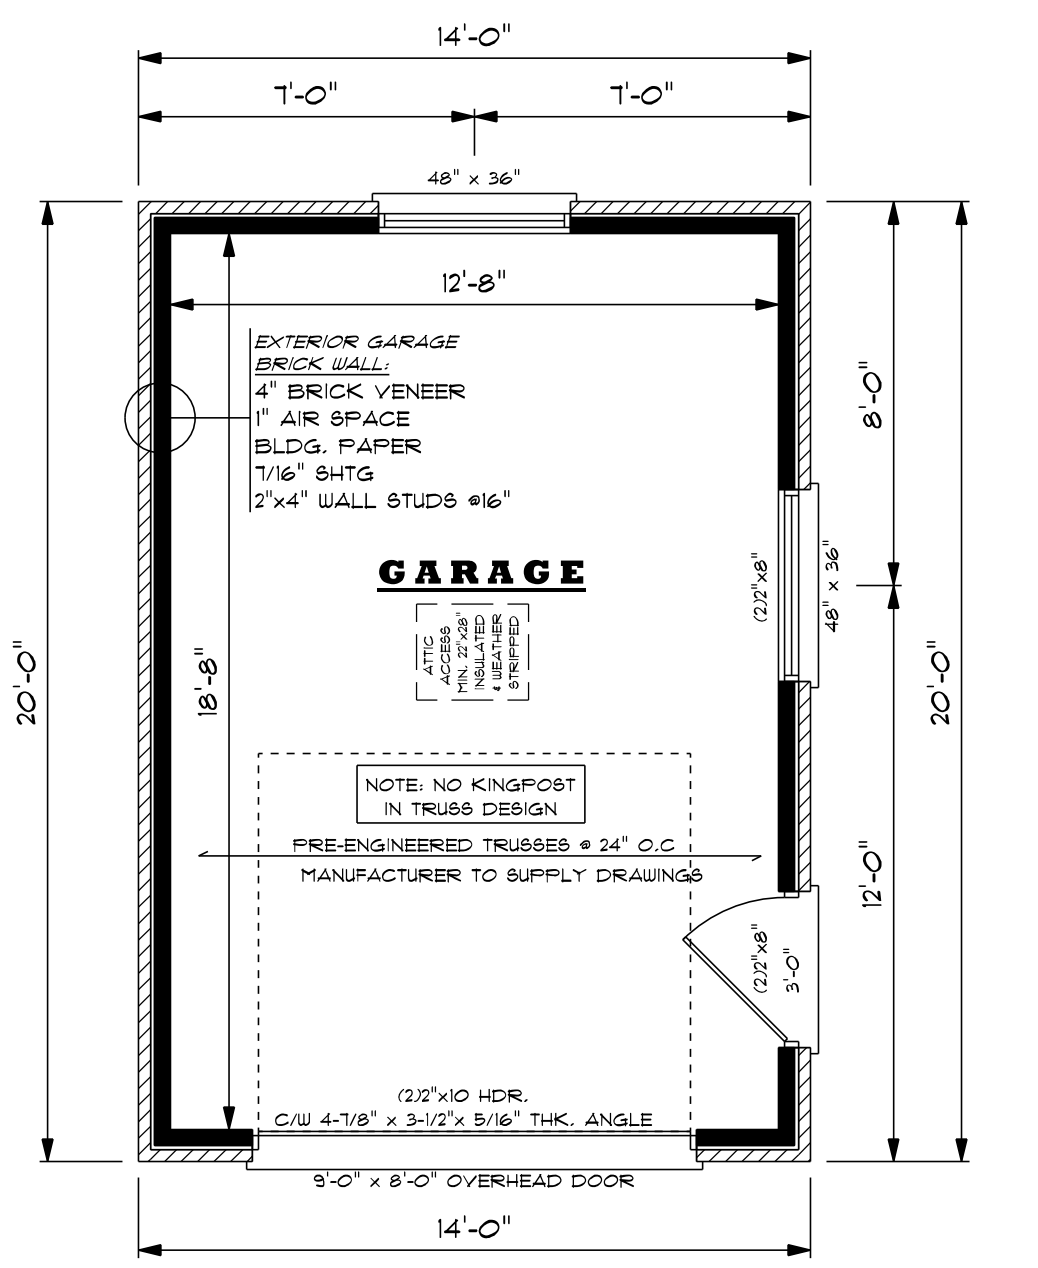 14'-0"
7'-0" 7'-0"
48" x 36"
12'-8"
EXTERIOR GARAGE
BRICK WALL:
4" BRICK VENEER
1" AIR SPACE
BLDG. PAPER
7/16" SHTG
2"x4" WALL STUDS @16"
8'-0"
GARAGE
(2)2"x8"
48" x 36"
ATTIC
ACCESS
MIN. 22"x28"
INSULATED
& WEATHER
STRIPPED
20'-0"
18'-8"
20'-0"
NOTE: NO KINGPOST
IN TRUSS DESIGN
PRE-ENGINEERED TRUSSES @ 24" O.C
MANUFACTURER TO SUPPLY DRAWINGS
12'-0"
(2)2"x8"
3'-0"
(2)2"x10 HDR.
C/W 4-7/8" x 3-1/2"x 5/16" THK. ANGLE
9'-0" x 8'-0" OVERHEAD DOOR
14'-0"